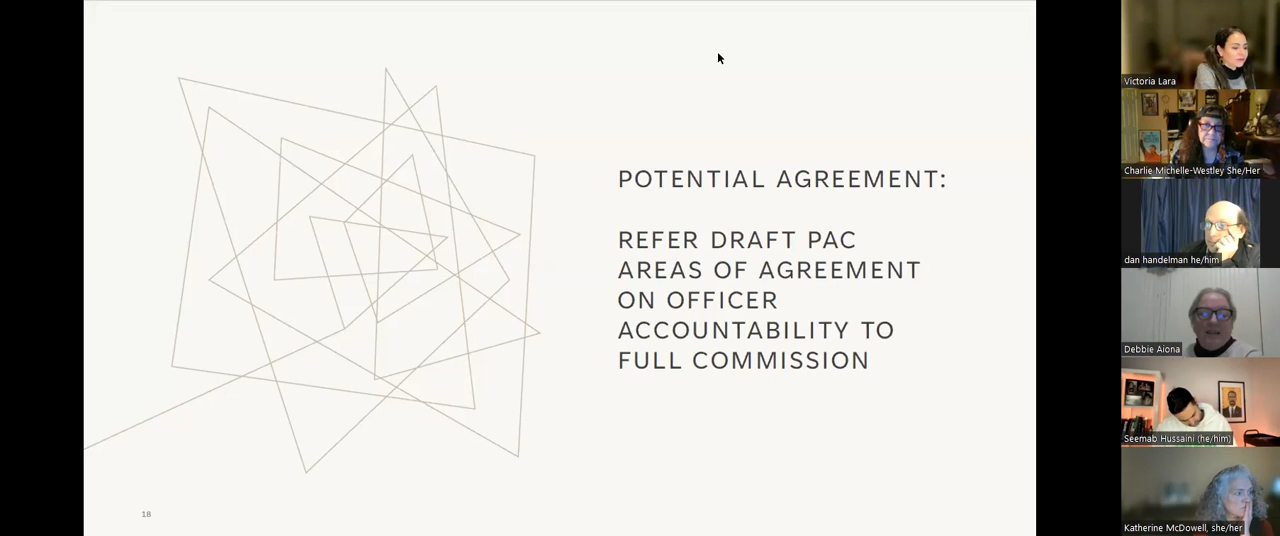 POTENTIAL AGREEMENT:
REFER DRAFT PAC
AREAS OF AGREEMENT
ON OFFICER
ACCOUNTABILITY TO
FULL COMMISSION
18
Victoria Lara
Charlie Michelle-Westley She/Her
dan handelman he/him
Debbie Aiona
Seemab Hussaini (he/him)
Katherine McDowell, she/her